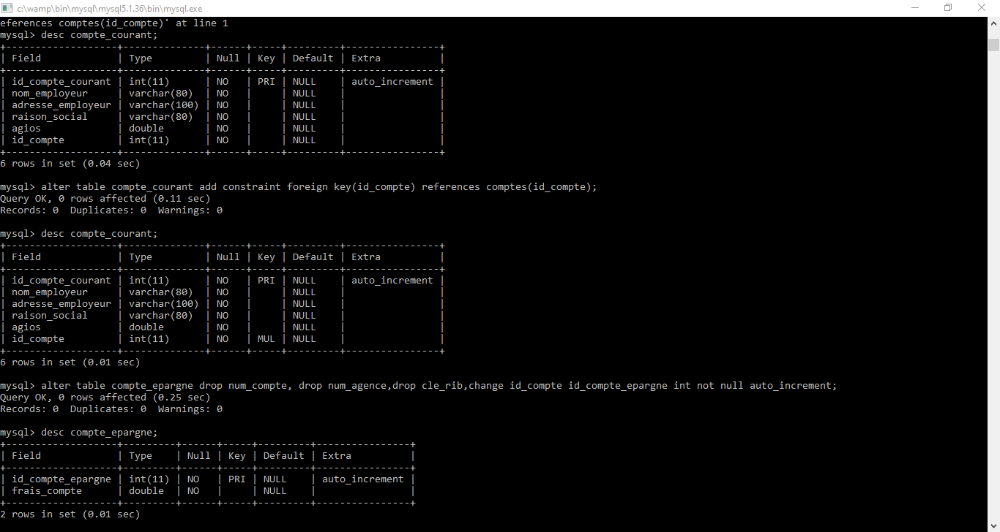 c:\wamp\bin\mysql\mysql5.1.36\bin\mysql.exe
eferences comptes(id_compte)' at line 1
mysql> desc compte_courant;
+-------------------+--------------+------+-----+---------+----------------+
| Field             | Type         | Null | Key | Default | Extra          |
+-------------------+--------------+------+-----+---------+----------------+
| id_compte_courant | int(11)      | NO   | PRI | NULL    | auto_increment |
| nom_employeur     | varchar(80)  | NO   |     | NULL    |                |
| adresse_employeur | varchar(100) | NO   |     | NULL    |                |
| raison_social     | varchar(80)  | NO   |     | NULL    |                |
| agios             | double       | NO   |     | NULL    |                |
| id_compte         | int(11)      | NO   |     | NULL    |                |
+-------------------+--------------+------+-----+---------+----------------+
6 rows in set (0.04 sec)
mysql> alter table compte_courant add constraint foreign key(id_compte) references comptes(id_compte);
Query OK, 0 rows affected (0.11 sec)
Records: 0  Duplicates: 0  Warnings: 0
mysql> desc compte_courant;
+-------------------+--------------+------+-----+---------+----------------+
| Field             | Type         | Null | Key | Default | Extra          |
+-------------------+--------------+------+-----+---------+----------------+
| id_compte_courant | int(11)      | NO   | PRI | NULL    | auto_increment |
| nom_employeur     | varchar(80)  | NO   |     | NULL    |                |
| adresse_employeur | varchar(100) | NO   |     | NULL    |                |
| raison_social     | varchar(80)  | NO   |     | NULL    |                |
| agios             | double       | NO   |     | NULL    |                |
| id_compte         | int(11)      | NO   | MUL | NULL    |                |
+-------------------+--------------+------+-----+---------+----------------+
6 rows in set (0.01 sec)
mysql> alter table compte_epargne drop num_compte, drop num_agence,drop cle_rib,change id_compte id_compte_epargne int not null auto_increment;
Query OK, 0 rows affected (0.25 sec)
Records: 0  Duplicates: 0  Warnings: 0
mysql> desc compte_epargne;
+-------------------+---------+------+-----+---------+----------------+
| Field             | Type    | Null | Key | Default | Extra          |
+-------------------+---------+------+-----+---------+----------------+
| id_compte_epargne | int(11) | NO   | PRI | NULL    | auto_increment |
| frais_compte      | double  | NO   |     | NULL    |                |
+-------------------+---------+------+-----+---------+----------------+
2 rows in set (0.01 sec)